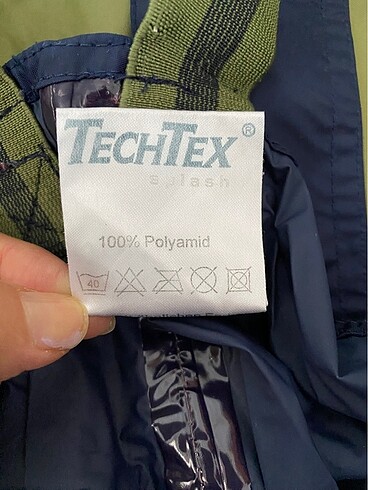 TECHTEX®
splash
100% Polyamid
40